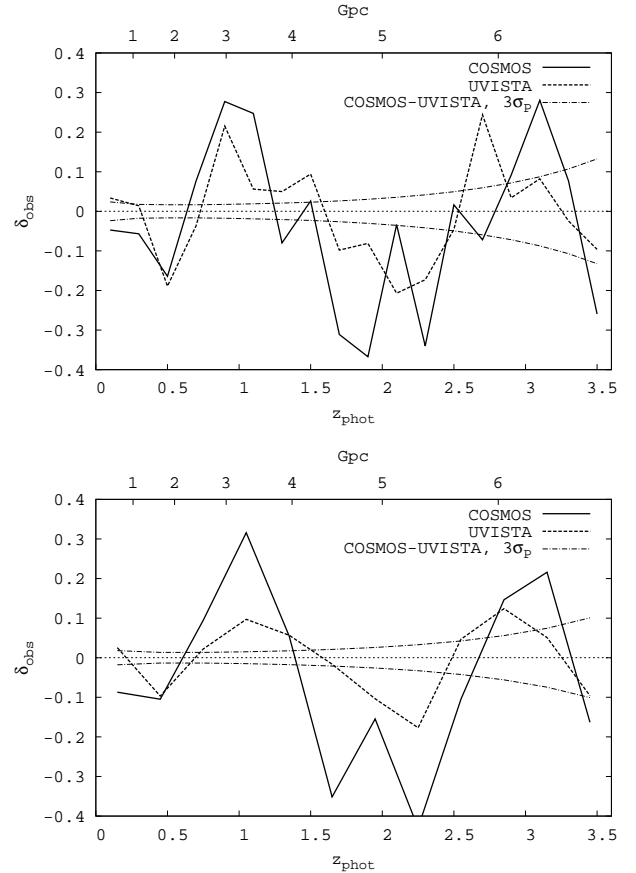 Gpc
1 2 3 4 5 6
0.4
0.3
0.2
0.1
0
-0.1
-0.2
-0.3
-0.4
δobs
COSMOS
UVISTA
COSMOS-UVISTA, 3σp
0 0.5 1 1.5 2 2.5 3 3.5
zphot
Gpc
1 2 3 4 5 6
0.4
0.3
0.2
0.1
0
-0.1
-0.2
-0.3
-0.4
δobs
COSMOS
UVISTA
COSMOS-UVISTA, 3σp
0 0.5 1 1.5 2 2.5 3 3.5
zphot